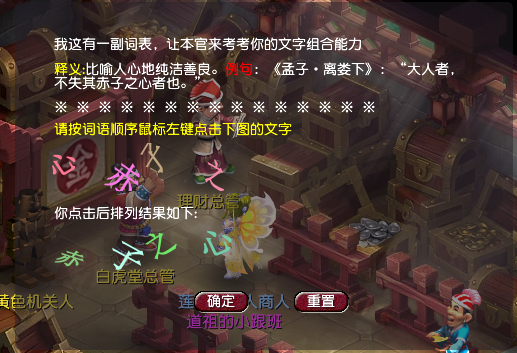 我这有一副词表，让本官来考考你的文字组合能力
释义:比喻人心地纯洁善良。例句：《孟子·离娄下》：“大人者，
不失其赤子之心者也。”
※ ※ ※ ※ ※ ※ ※ ※ ※ ※ ※ ※ ※ ※ ※ ※ ※
请按词语顺序鼠标左键点击下图的文字
心 赤 之
理财总管
你点击后排列结果如下:
赤 子 之 心
白虎堂总管
黄色机关人 连 人商人
确定 重置
道祖的小跟班
金